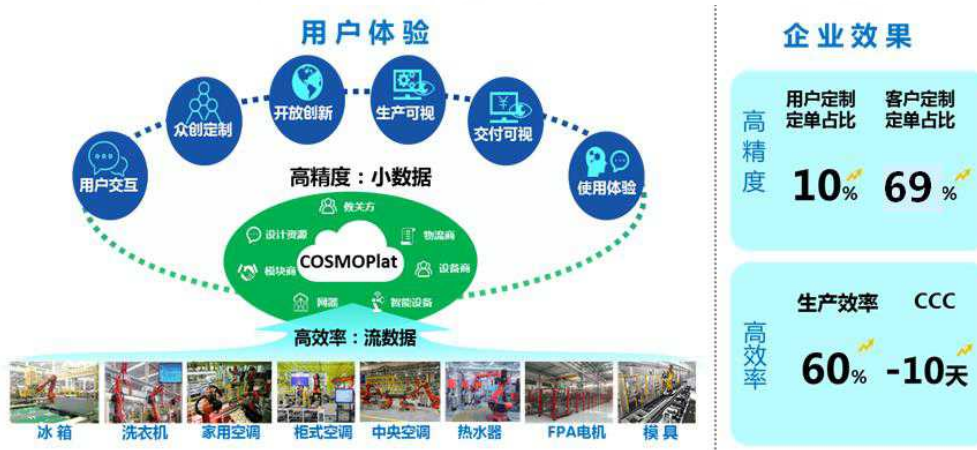 用户体验
用户交互
众创定制
开放创新
生产可视
交付可视
使用体验
高精度：小数据
攸关方
设计资源
物流商
模块商
COSMOPlat
设备商
网器
智能设备
高效率：流数据
冰箱
洗衣机
家用空调
柜式空调
中央空调
热水器
FPA电机
模具
企业效果
高精度
用户定制
定单占比
10%
客户定制
定单占比
69%
高效率
生产效率
60%
CCC
-10天